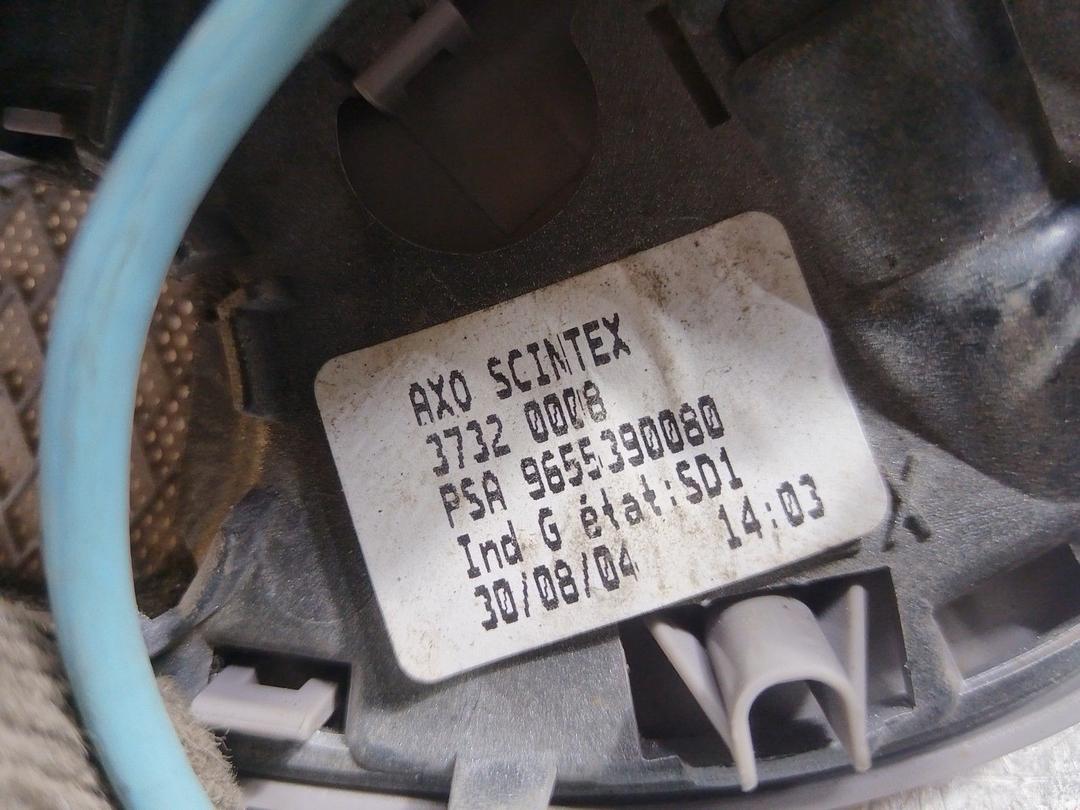 AXO SCINTEX
3732 0008
PSA 9655390080
Ind G état:SD1
30/08/04 14:03